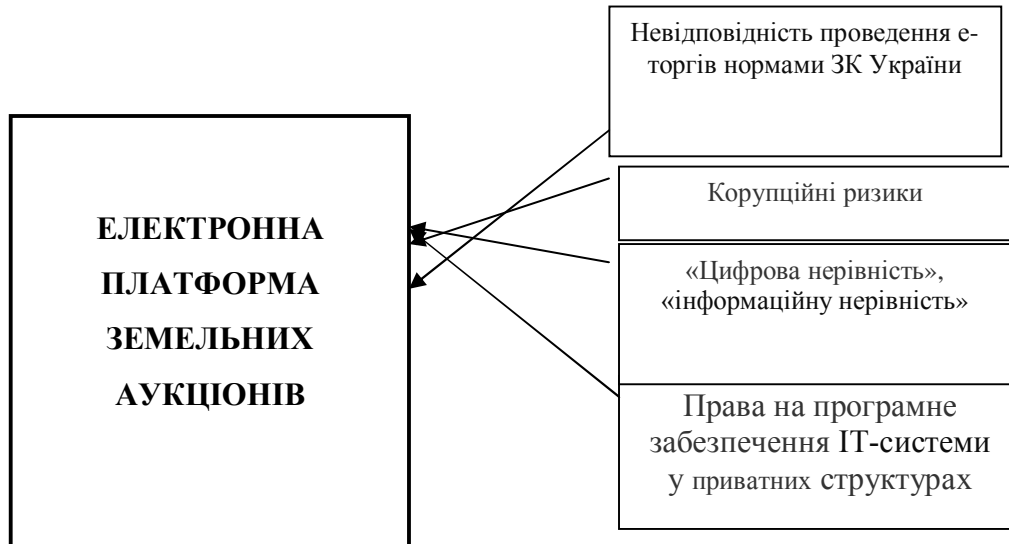 Невідповідність проведення е-
торгів нормами ЗК України
ЕЛЕКТРОННА
ПЛАТФОРМА
ЗЕМЕЛЬНИХ
АУКЦІОНІВ
Корупційні ризики
«Цифрова нерівність»,
«інформаційну нерівність»
Права на програмне
забезпечення ІТ-системи
у приватних структурах